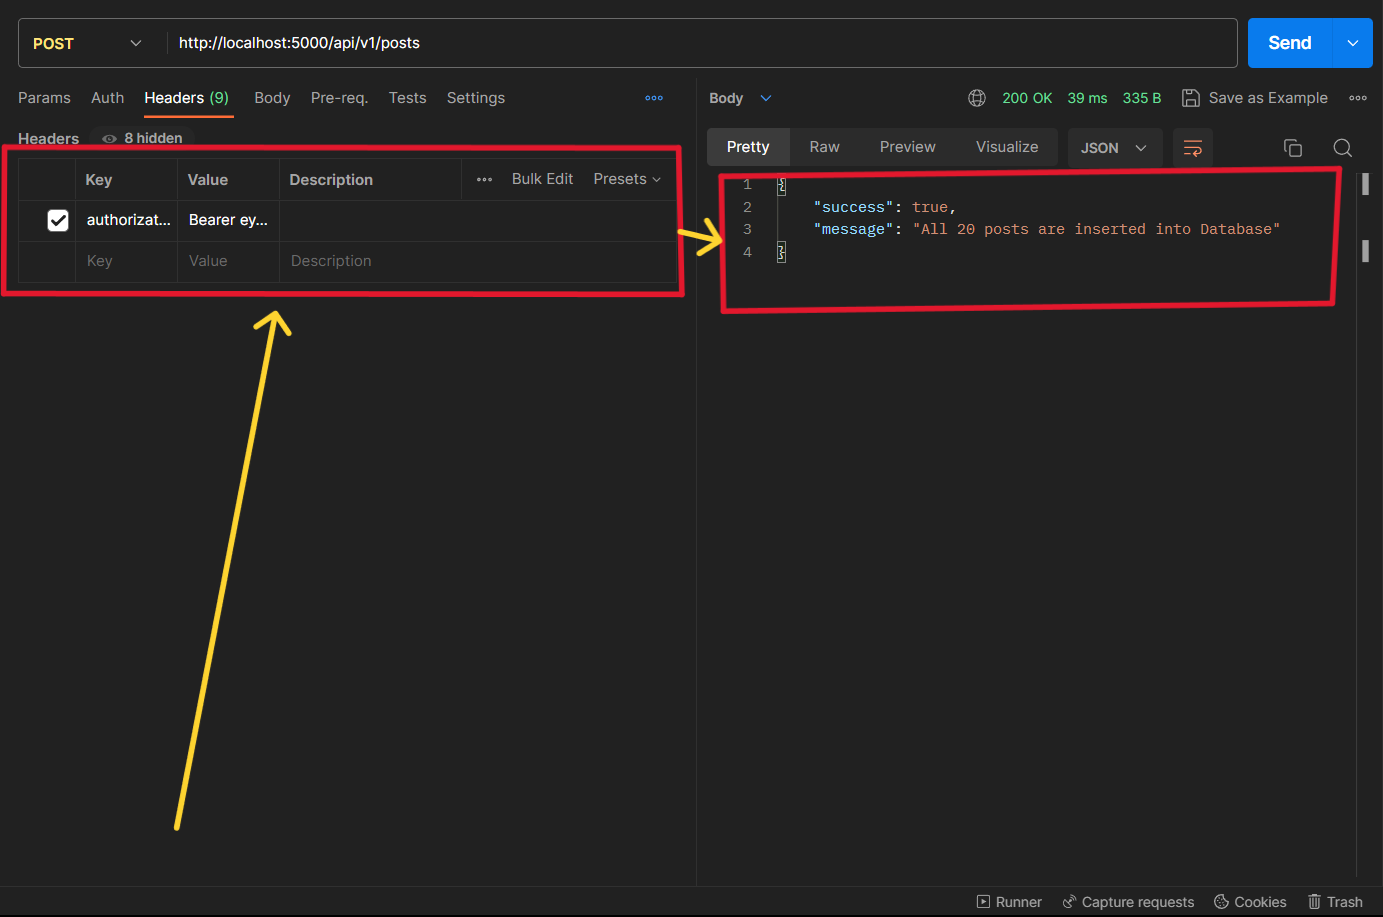 POST http://localhost:5000/api/v1/posts Send
Params Auth Headers (9) Body Pre-req. Tests Settings
Headers 8 hidden
Key Value Description Bulk Edit Presets
authorizat... Bearer ey...
Key Value Description
Body 200 OK 39 ms 335 B Save as Example
Pretty Raw Preview Visualize JSON
1 {
2 "success": true,
3 "message": "All 20 posts are inserted into Database"
4 }
Runner Capture requests Cookies Trash